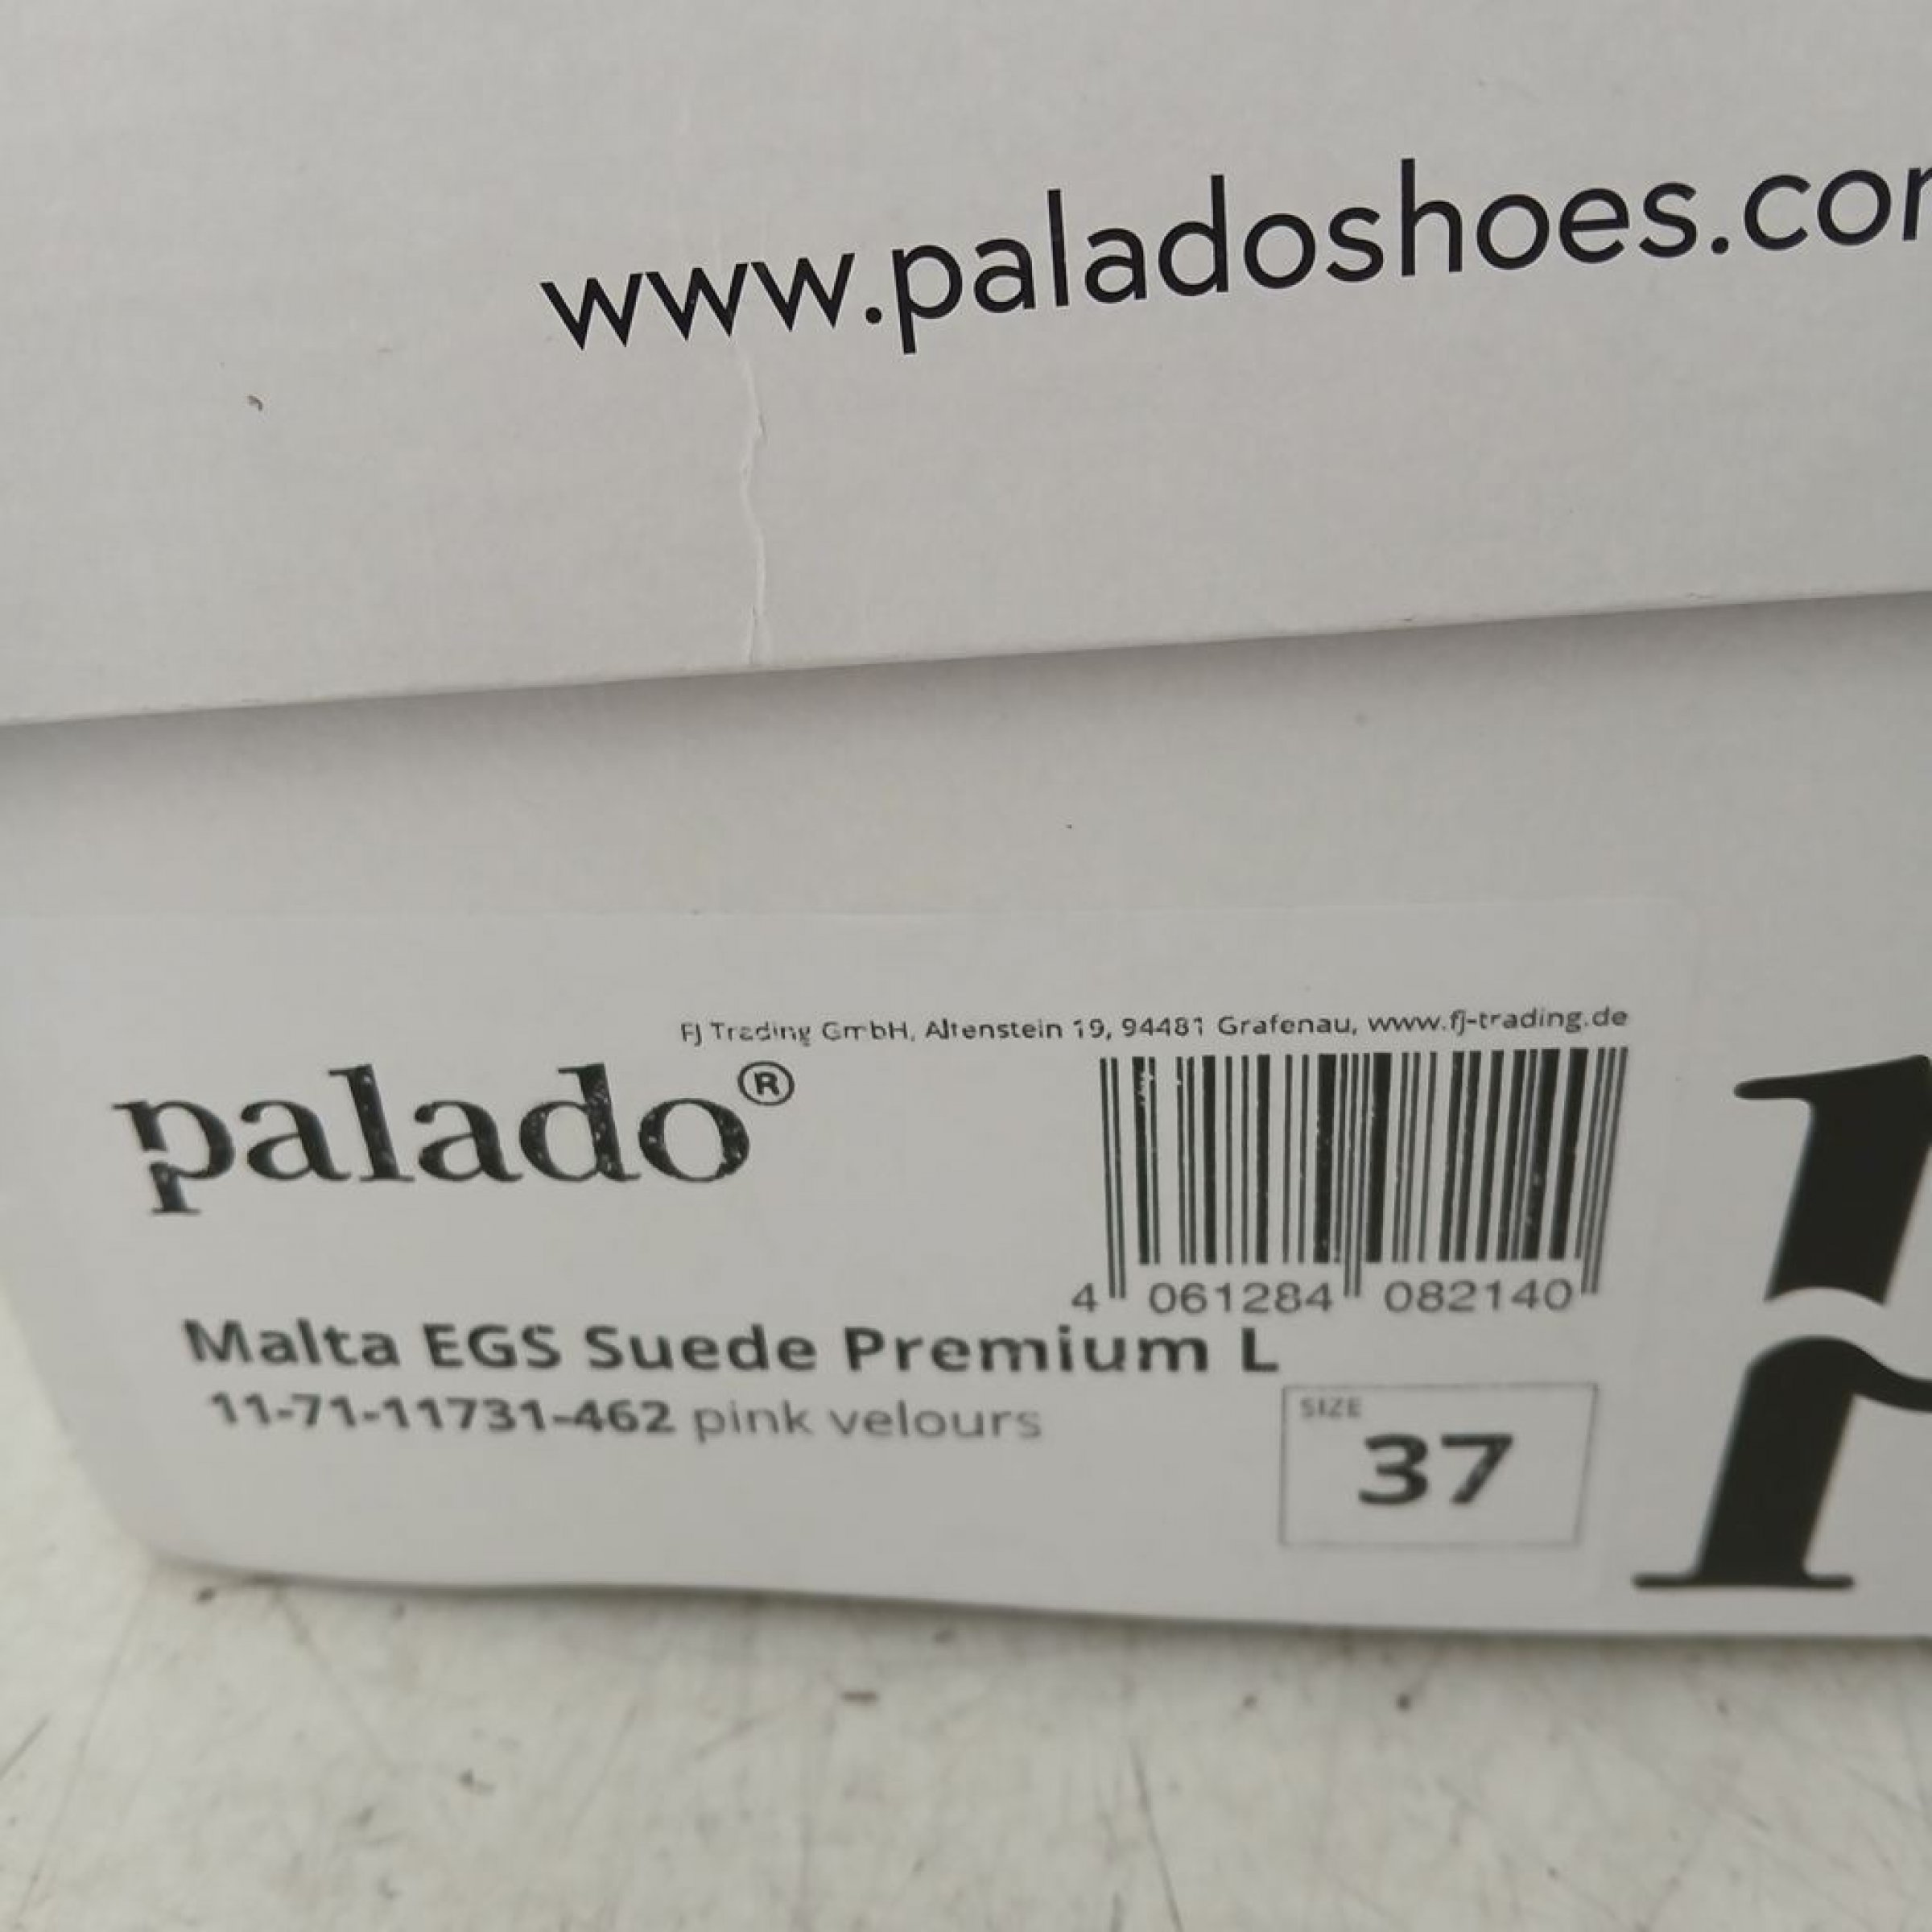 www.paladoshoes.co
FJ Trading GmbH, Altenstein 19, 94481 Grafenau, www.fj-trading.de
palado®
4 061284 082140
Malta EGS Suede Premium L
11-71-11731-462 pink velours
SIZE
37